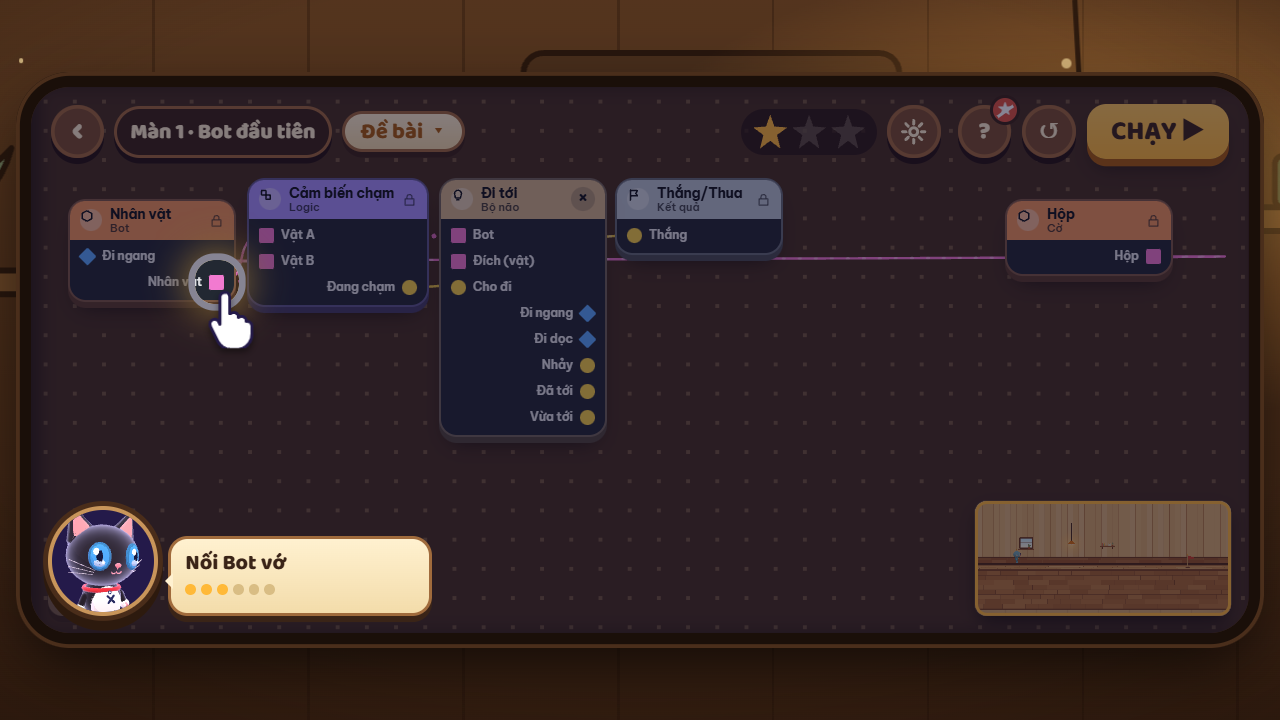 Màn 1 • Bot đầu tiên
Đề bài
?
CHẠY
Nhân vật
Bot
Đi ngang
Nhân vật
Cảm biến chạm
Logic
Vật A
Vật B
Đang chạm
Đi tới
Bộ não
Bot
Đích (vật)
Cho đi
Đi ngang
Đi dọc
Nhảy
Đã tới
Vừa tới
Thắng/Thua
Kết quả
Thắng
Hộp
Cờ
Hộp
Nối Bot vớ